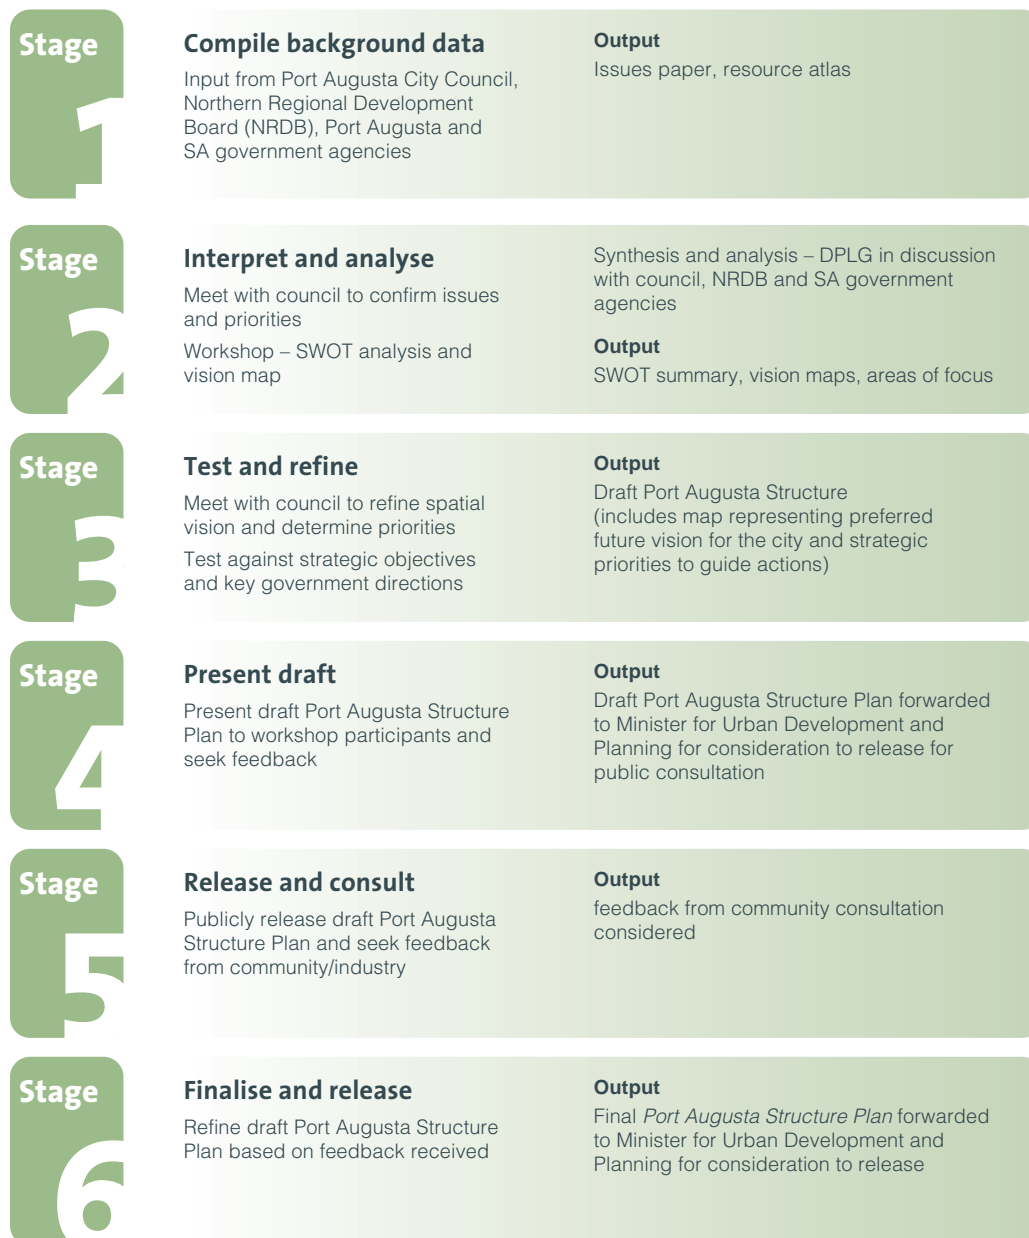 Stage
1
Compile background data
Input from Port Augusta City Council,
Northern Regional Development
Board (NRDB), Port Augusta and
SA government agencies
Output
Issues paper, resource atlas
Stage
2
Interpret and analyse
Meet with council to confirm issues
and priorities
Workshop – SWOT analysis and
vision map
Synthesis and analysis – DPLG in discussion
with council, NRDB and SA government
agencies
Output
SWOT summary, vision maps, areas of focus
Stage
3
Test and refine
Meet with council to refine spatial
vision and determine priorities
Test against strategic objectives
and key government directions
Output
Draft Port Augusta Structure
(includes map representing preferred
future vision for the city and strategic
priorities to guide actions)
Stage
4
Present draft
Present draft Port Augusta Structure
Plan to workshop participants and
seek feedback
Output
Draft Port Augusta Structure Plan forwarded
to Minister for Urban Development and
Planning for consideration to release for
public consultation
Stage
5
Release and consult
Publicly release draft Port Augusta
Structure Plan and seek feedback
from community/industry
Output
feedback from community consultation
considered
Stage
6
Finalise and release
Refine draft Port Augusta Structure
Plan based on feedback received
Output
Final Port Augusta Structure Plan forwarded
to Minister for Urban Development and
Planning for consideration to release